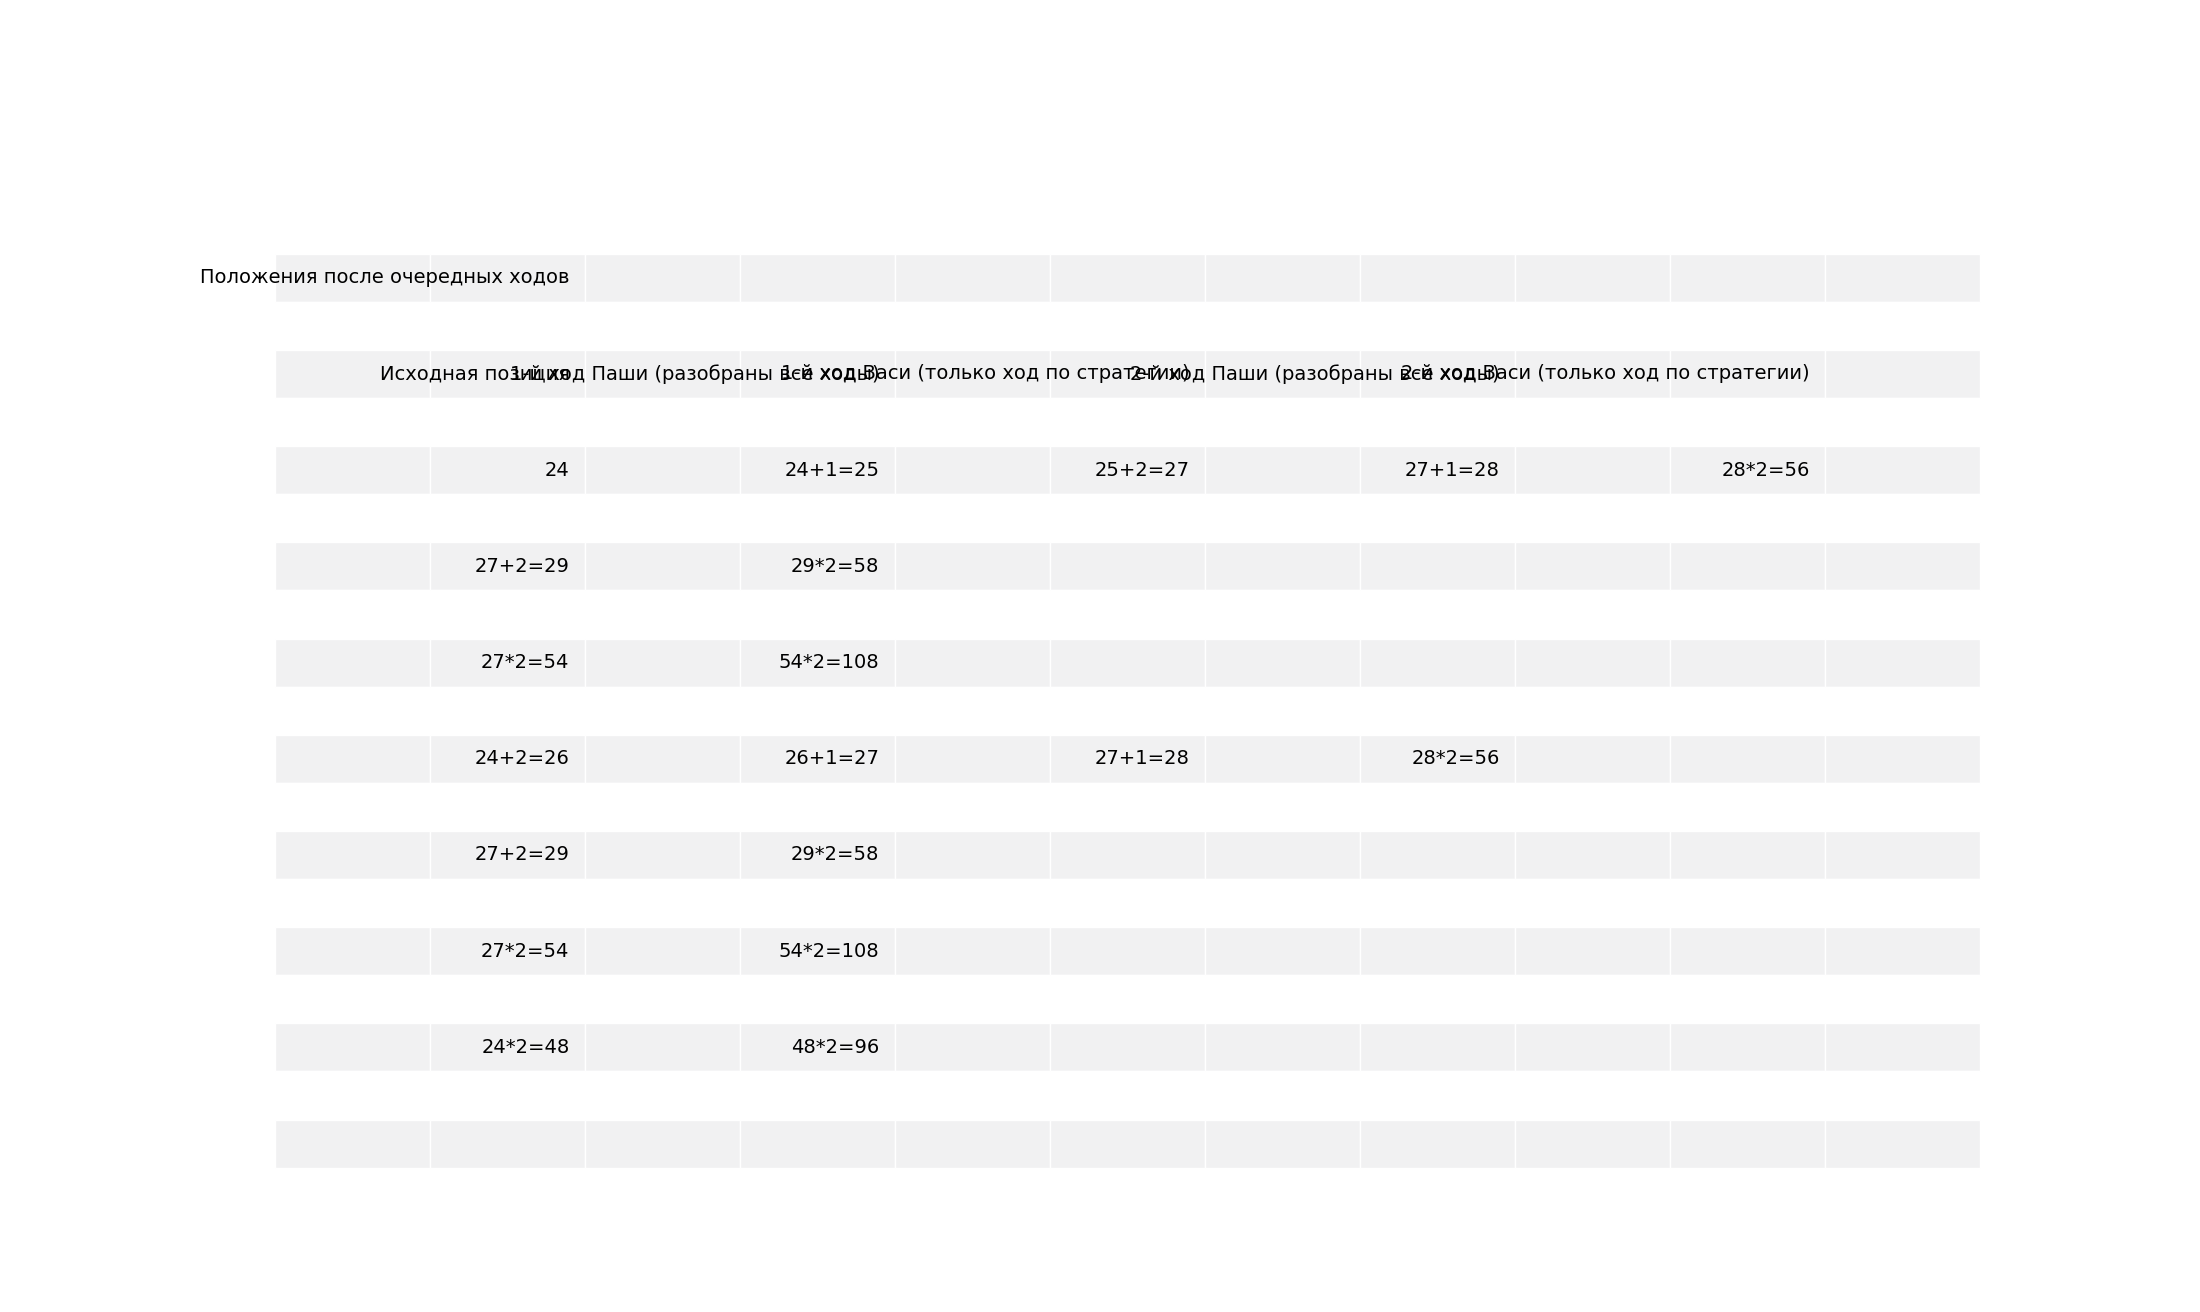 Положения после очередных ходов
Исходная позиция 1-й ход Паши (разобраны все ходы) 1-й ход Васи (только ход по стратегии) 2-й ход Паши (разобраны все ходы) 2-й ход Васи (только ход по стратегии)
24 24+1=25 25+2=27 27+1=28 28*2=56
27+2=29 29*2=58
27*2=54 54*2=108
24+2=26 26+1=27 27+1=28 28*2=56
27+2=29 29*2=58
27*2=54 54*2=108
24*2=48 48*2=96